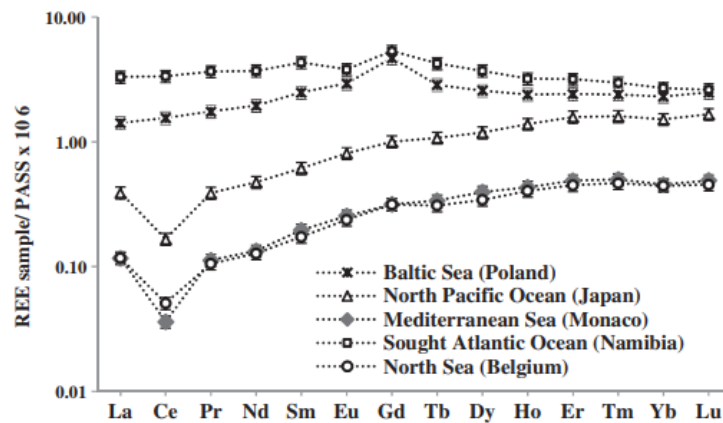 10.00
1.00
0.10
0.01
REE sample/ PASS x 10 6
Baltic Sea (Poland)
North Pacific Ocean (Japan)
Mediterranean Sea (Monaco)
Sought Atlantic Ocean (Namibia)
North Sea (Belgium)
La Ce Pr Nd Sm Eu Gd Tb Dy Ho Er Tm Yb Lu